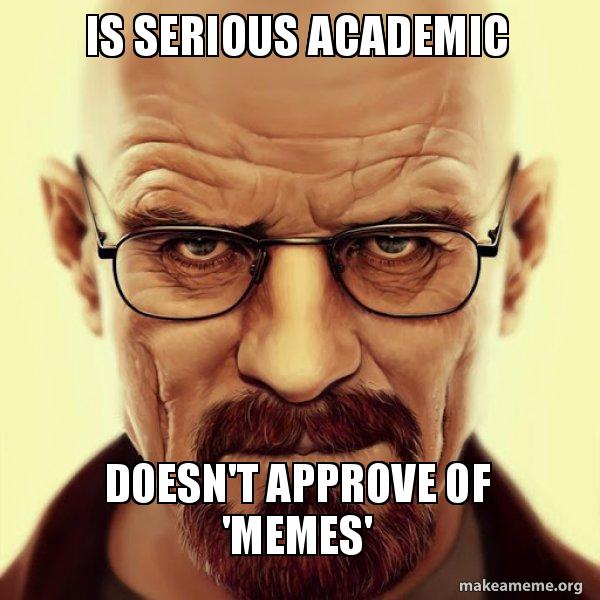 IS SERIOUS ACADEMIC
DOESN'T APPROVE OF
'MEMES'
makeameme.org